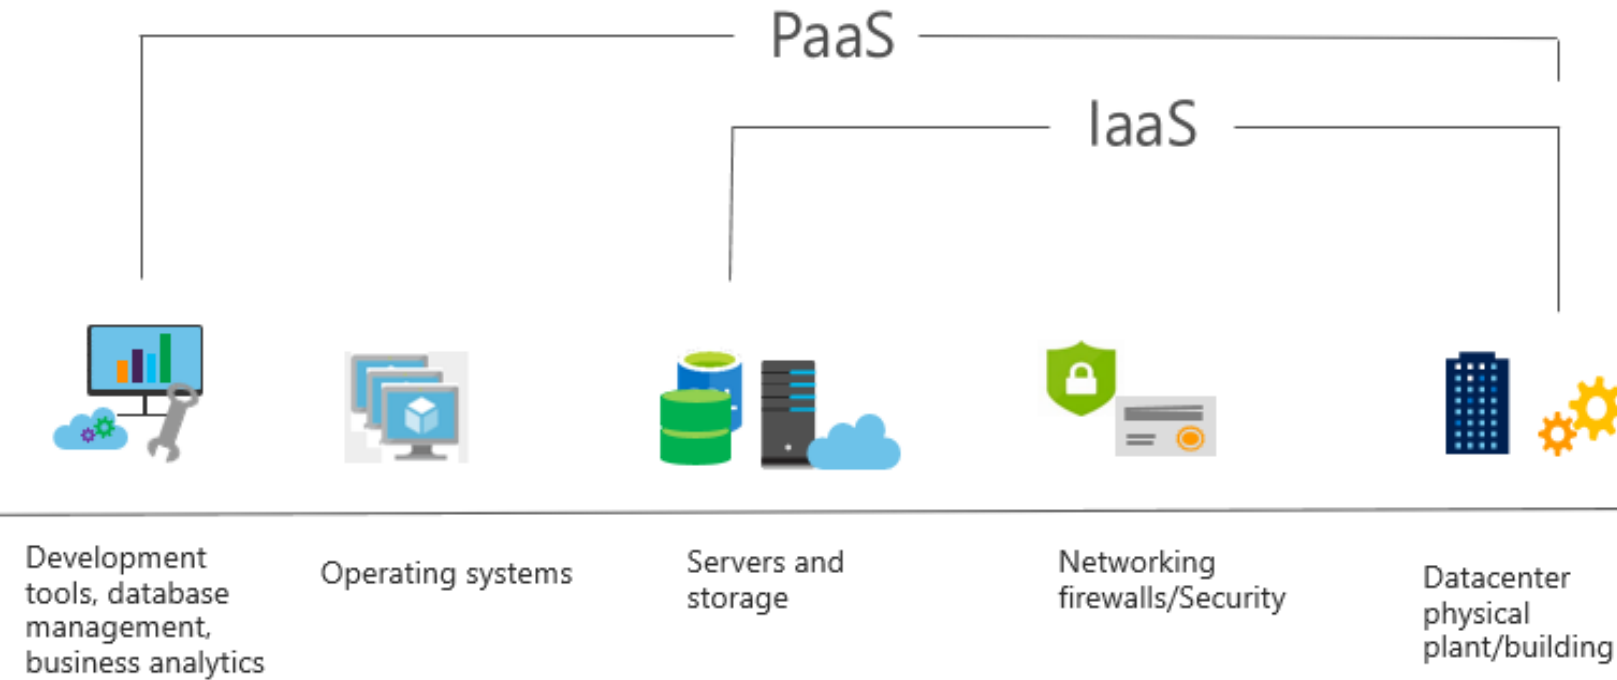 PaaS
IaaS
Development
tools, database
management,
business analytics
Operating systems
Servers and
storage
Networking
firewalls/Security
Datacenter
physical
plant/building